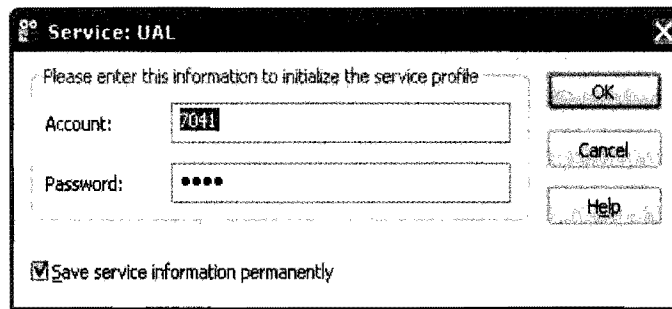 Service: UAL
Please enter this information to initialize the service profile
Account: 7041
Password: ••••
Save service information permanently
OK
Cancel
Help